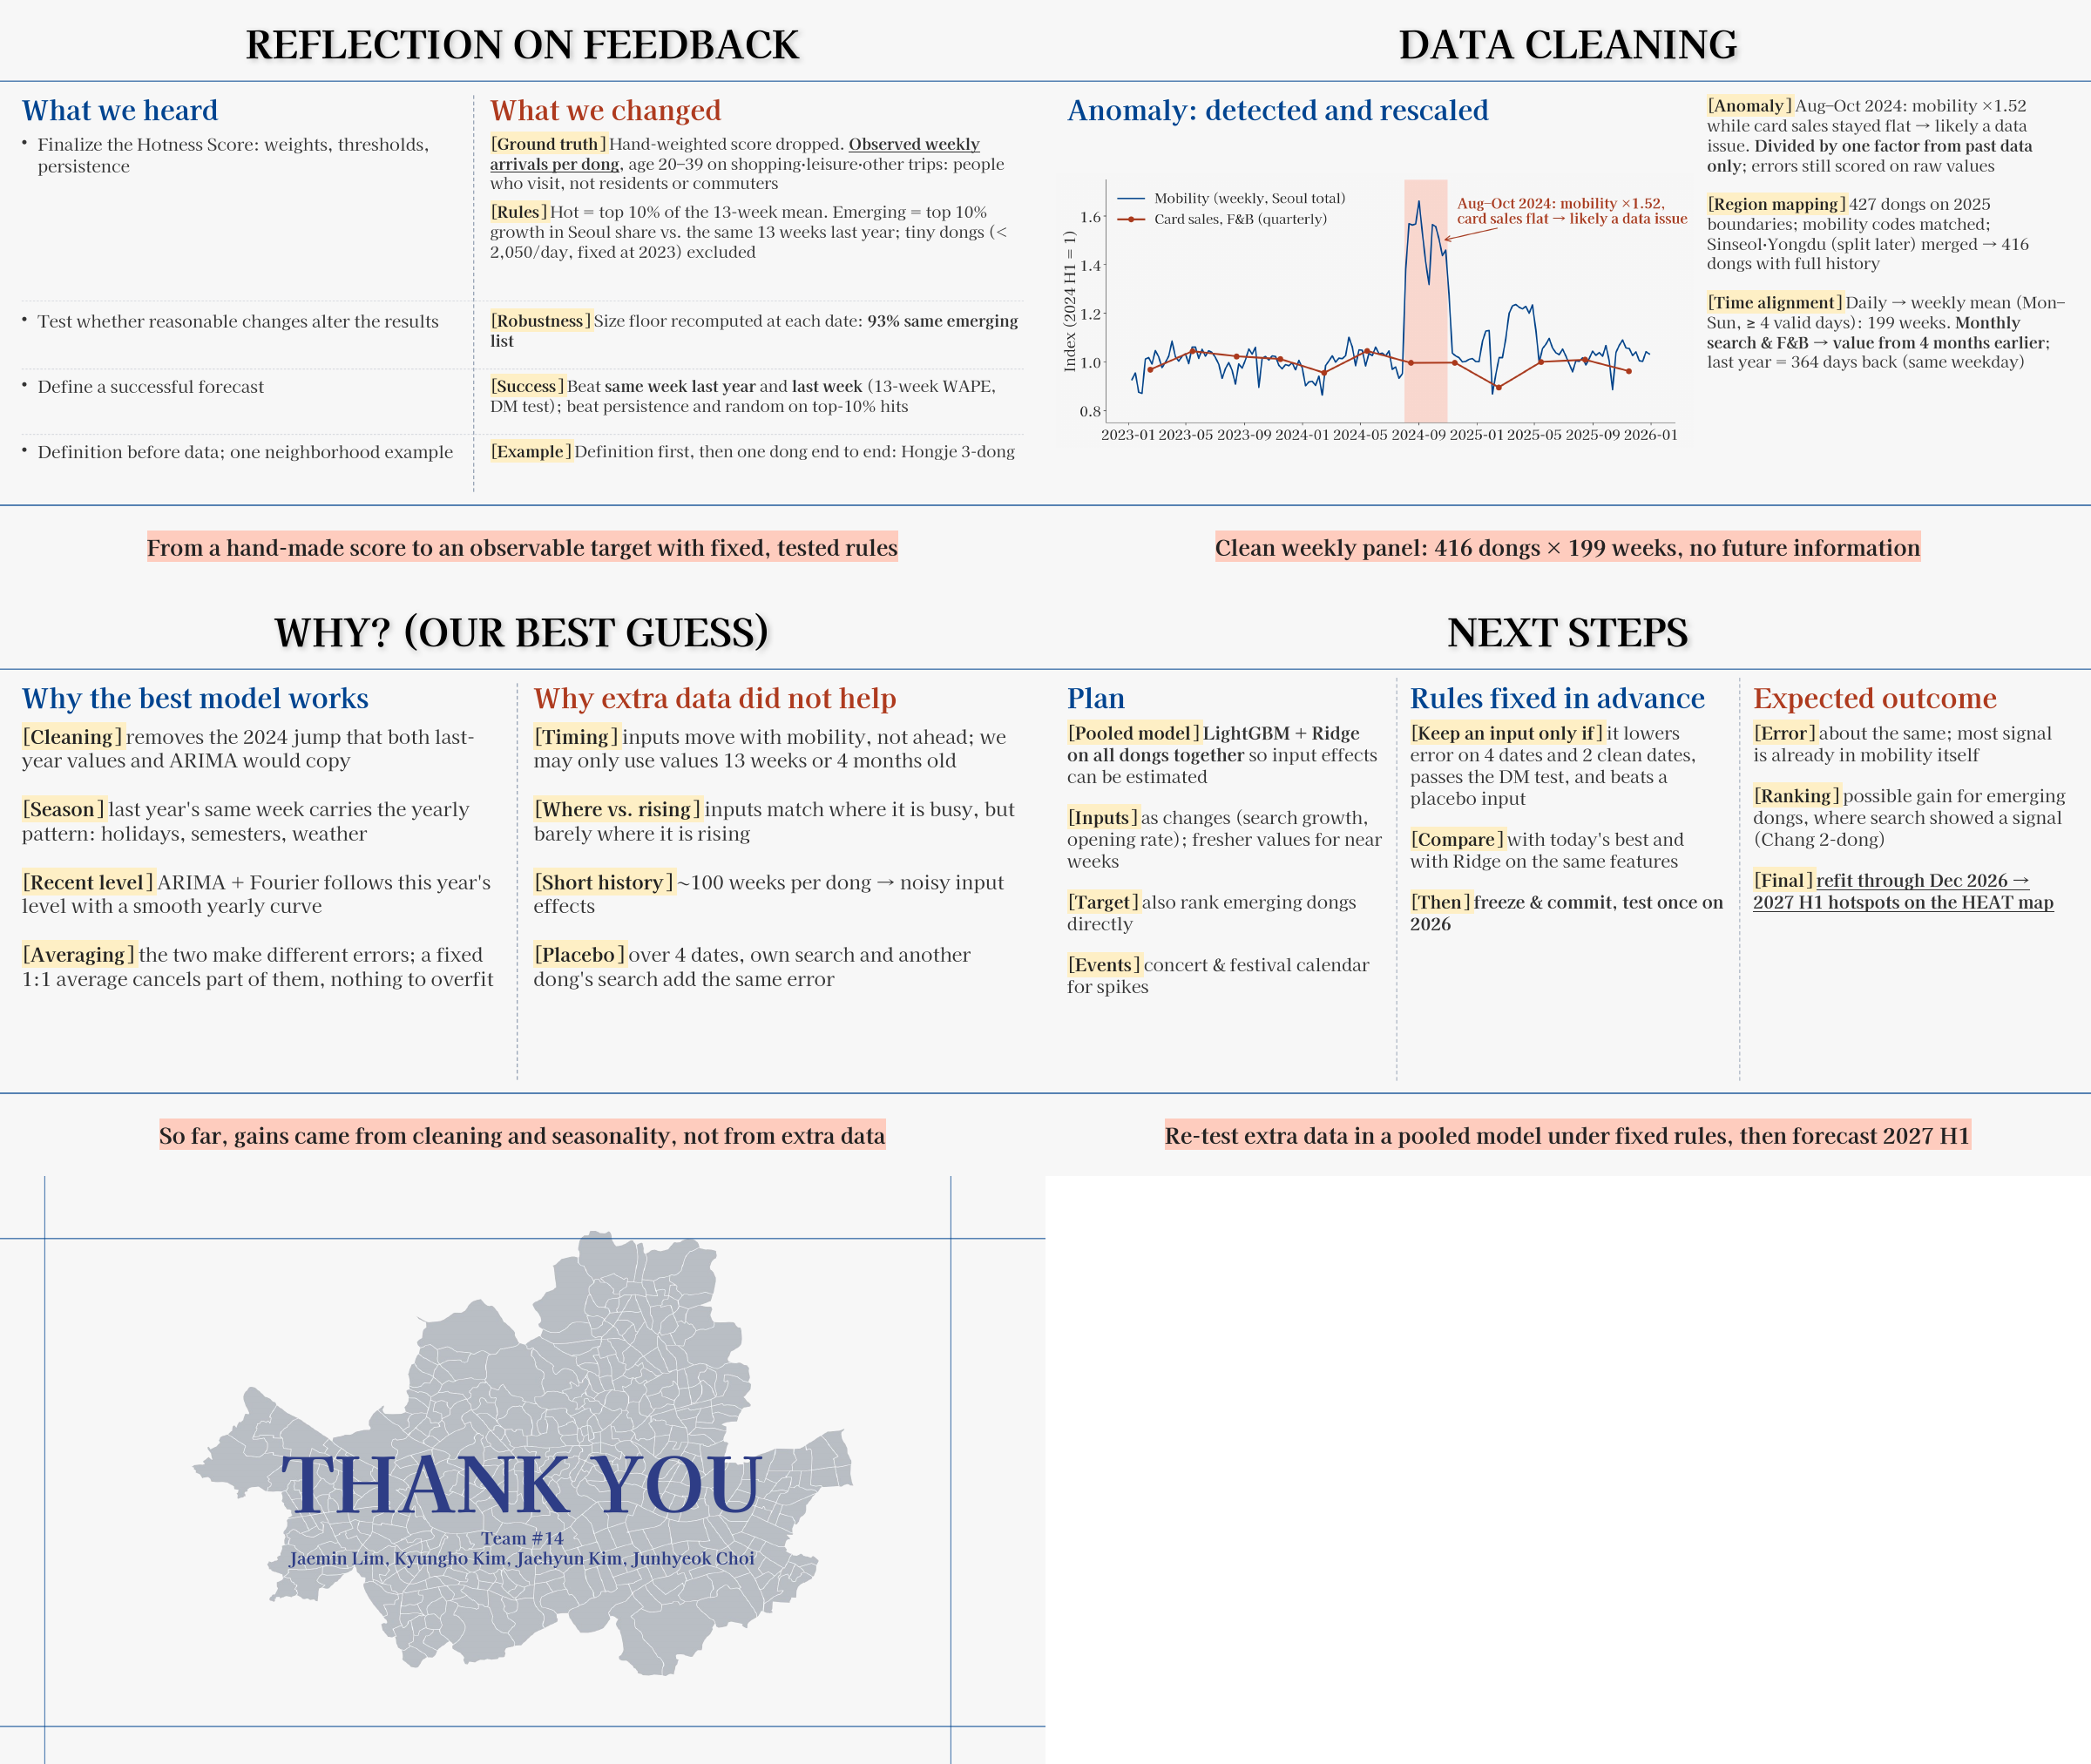 REFLECTION ON FEEDBACK
What we heard
• Finalize the Hotness Score: weights, thresholds,
persistence
• Test whether reasonable changes alter the results
• Define a successful forecast
• Definition before data; one neighborhood example
What we changed
[Ground truth] Hand-weighted score dropped. Observed weekly
arrivals per dong, age 20–39 on shopping·leisure·other trips: people
who visit, not residents or commuters
[Rules] Hot = top 10% of the 13-week mean. Emerging = top 10%
growth in Seoul share vs. the same 13 weeks last year; tiny dongs (<
2,050/day, fixed at 2023) excluded
[Robustness] Size floor recomputed at each date: 93% same emerging
list
[Success] Beat same week last year and last week (13-week WAPE,
DM test); beat persistence and random on top-10% hits
[Example] Definition first, then one dong end to end: Hongje 3-dong
From a hand-made score to an observable target with fixed, tested rules
DATA CLEANING
Anomaly: detected and rescaled
Index (2024 H1 = 1)
1.6
1.4
1.2
1.0
0.8
Mobility (weekly, Seoul total)
Card sales, F&B (quarterly)
Aug–Oct 2024: mobility ×1.52,
card sales flat → likely a data issue
2023-01 2023-05 2023-09 2024-01 2024-05 2024-09 2025-01 2025-05 2025-09 2026-01
[Anomaly] Aug–Oct 2024: mobility ×1.52
while card sales stayed flat → likely a data
issue. Divided by one factor from past data
only; errors still scored on raw values
[Region mapping] 427 dongs on 2025
boundaries; mobility codes matched;
Sinseol·Yongdu (split later) merged → 416
dongs with full history
[Time alignment] Daily → weekly mean (Mon–
Sun, ≥ 4 valid days): 199 weeks. Monthly
search & F&B → value from 4 months earlier;
last year = 364 days back (same weekday)
Clean weekly panel: 416 dongs × 199 weeks, no future information
WHY? (OUR BEST GUESS)
Why the best model works
[Cleaning] removes the 2024 jump that both last-
year values and ARIMA would copy
[Season] last year's same week carries the yearly
pattern: holidays, semesters, weather
[Recent level] ARIMA + Fourier follows this year's
level with a smooth yearly curve
[Averaging] the two make different errors; a fixed
1:1 average cancels part of them, nothing to overfit
Why extra data did not help
[Timing] inputs move with mobility, not ahead; we
may only use values 13 weeks or 4 months old
[Where vs. rising] inputs match where it is busy, but
barely where it is rising
[Short history] ~100 weeks per dong → noisy input
effects
[Placebo] over 4 dates, own search and another
dong's search add the same error
So far, gains came from cleaning and seasonality, not from extra data
NEXT STEPS
Plan
[Pooled model] LightGBM + Ridge
on all dongs together so input effects
can be estimated
[Inputs] as changes (search growth,
opening rate); fresher values for near
weeks
[Target] also rank emerging dongs
directly
[Events] concert & festival calendar
for spikes
Rules fixed in advance
[Keep an input only if] it lowers
error on 4 dates and 2 clean dates,
passes the DM test, and beats a
placebo input
[Compare] with today's best and
with Ridge on the same features
[Then] freeze & commit, test once on
2026
Expected outcome
[Error] about the same; most signal
is already in mobility itself
[Ranking] possible gain for emerging
dongs, where search showed a signal
(Chang 2-dong)
[Final] refit through Dec 2026 →
2027 H1 hotspots on the HEAT map
Re-test extra data in a pooled model under fixed rules, then forecast 2027 H1
THANK YOU
Team #14
Jaemin Lim, Kyungho Kim, Jaehyun Kim, Junhyeok Choi